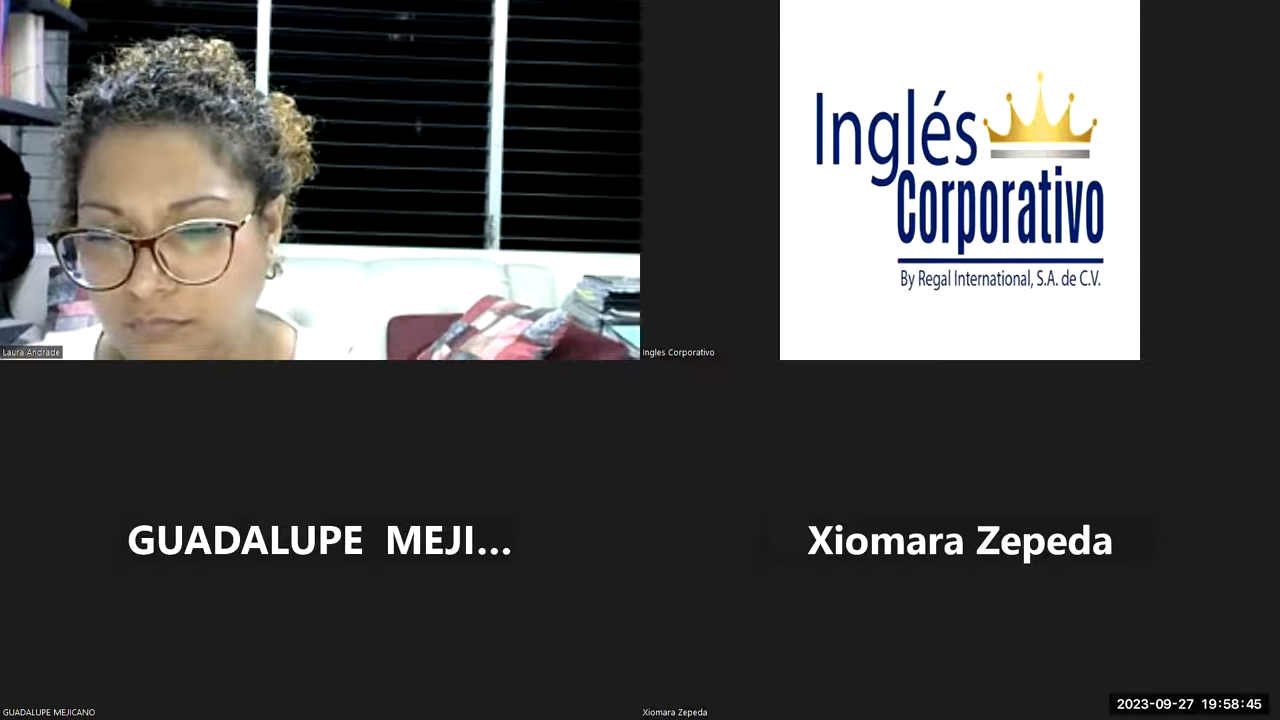 Inglés
Corporativo
By Regal International, S.A. de C.V.
Laura Andrade
Ingles Corporativo
GUADALUPE MEJI...
Xiomara Zepeda
GUADALUPE MEJICANO
Xiomara Zepeda
2023-09-27 19:58:45